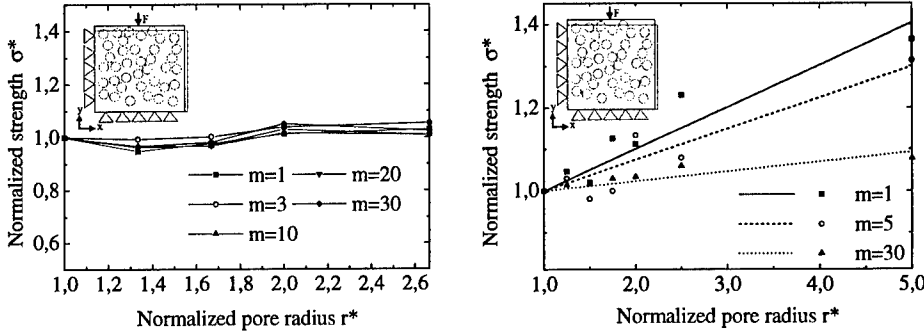 Normalized strength σ*
1,4
1,2
1,0
0,8
0,6
F
y
x
m=1
m=20
m=3
m=30
m=10
1,0
1,2
1,4
1,6
1,8
2,0
2,2
2,4
2,6
Normalized pore radius r*
Normalized strength σ*
1,4
1,2
1,0
F
y
x
m=1
m=5
m=30
1,0
2,0
3,0
4,0
5,0
Normalized pore radius r*